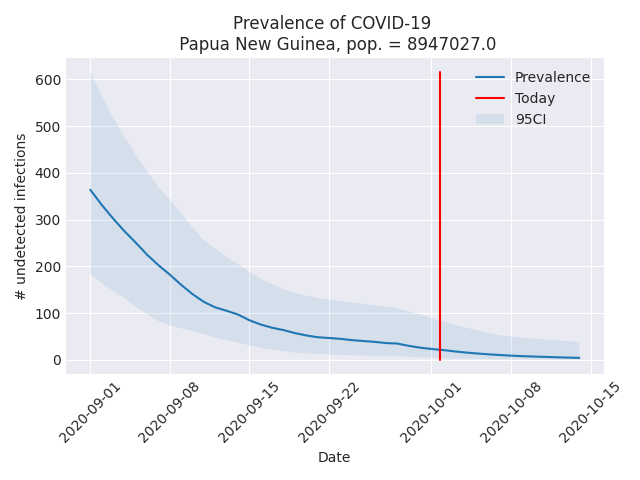 Prevalence of COVID-19
Papua New Guinea, pop. = 8947027.0
Prevalence
Today
95CI
# undetected infections
600
500
400
300
200
100
0
2020-09-01
2020-09-08
2020-09-15
2020-09-22
2020-10-01
2020-10-08
2020-10-15
Date